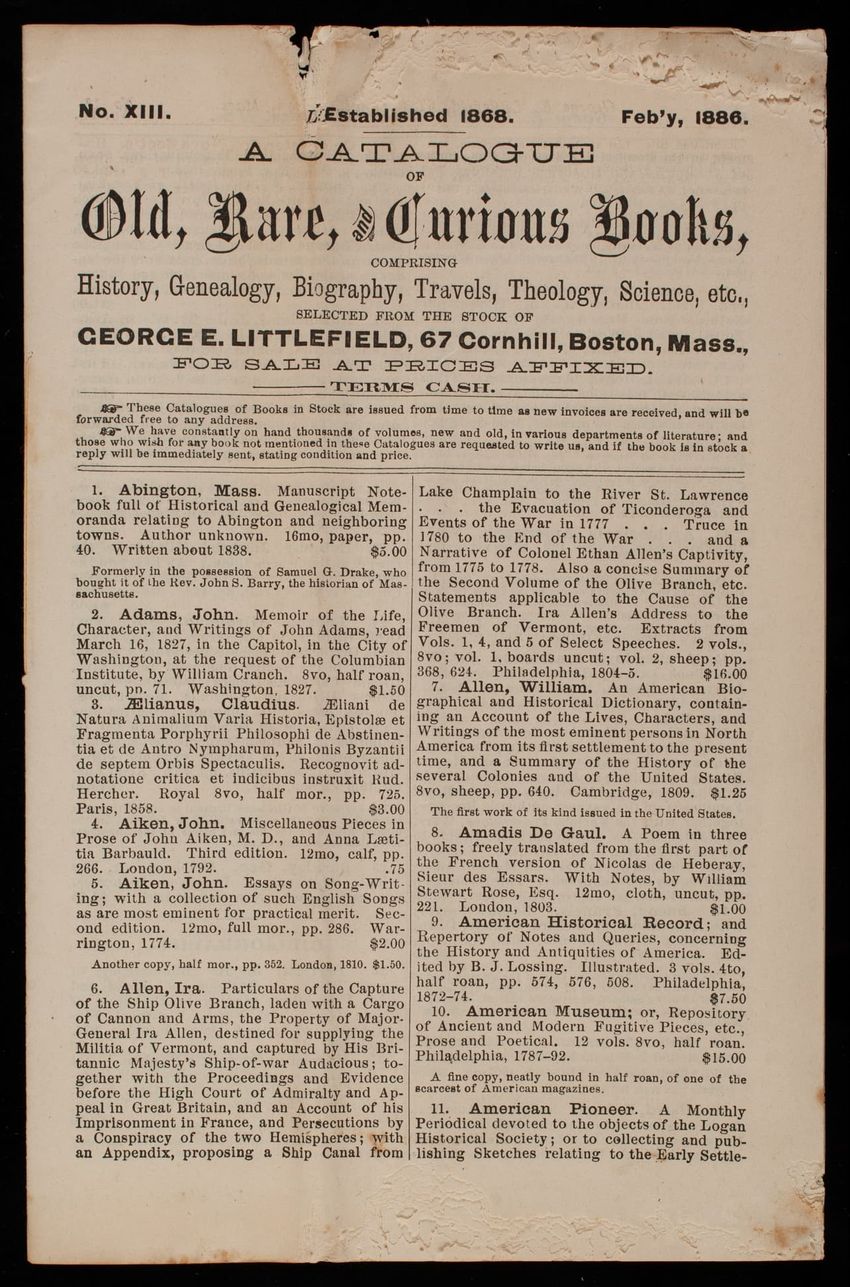 No. XIII. Established 1868. Feb'y, 1886.
A CATALOGUE
OF
Old, Rare, and Curious Books,
COMPRISING
History, Genealogy, Biography, Travels, Theology, Science, etc.,
SELECTED FROM THE STOCK OF
GEORGE E. LITTLEFIELD, 67 Cornhill, Boston, Mass.,
FOR SALE AT PRICES AFFIXED.
TERMS CASH.
☞ These Catalogues of Books in Stock are issued from time to time as new invoices are received, and will be
forwarded free to any address.
☞ We have constantly on hand thousands of volumes, new and old, in various departments of literature; and
those who wish for any book not mentioned in these Catalogues are requested to write us, and if the book is in stock a
reply will be immediately sent, stating condition and price.
1. Abington, Mass. Manuscript Note-
book full of Historical and Genealogical Mem-
oranda relating to Abington and neighboring
towns. Author unknown. 16mo, paper, pp.
40. Written about 1838. $5.00
Formerly in the possession of Samuel G. Drake, who
bought it of the Rev. John S. Barry, the historian of Mas-
sachusetts.
2. Adams, John. Memoir of the Life,
Character, and Writings of John Adams, read
March 16, 1827, in the Capitol, in the City of
Washington, at the request of the Columbian
Institute, by William Cranch. 8vo, half roan,
uncut, pp. 71. Washington, 1827. $1.50
3. Ælianus, Claudius. Æliani de
Natura Animalium Varia Historia, Epistolæ et
Fragmenta Porphyrii Philosophi de Abstinen-
tia et de Antro Nympharum, Philonis Byzantii
de septem Orbis Spectaculis. Recognovit ad-
notatione critica et indicibus instruxit Rud.
Hercher. Royal 8vo, half mor., pp. 725.
Paris, 1858. $3.00
4. Aiken, John. Miscellaneous Pieces in
Prose of John Aiken, M. D., and Anna Læti-
tia Barbauld. Third edition. 12mo, calf, pp.
266. London, 1792. .75
5. Aiken, John. Essays on Song-Writ-
ing; with a collection of such English Songs
as are most eminent for practical merit. Sec-
ond edition. 12mo, full mor., pp. 286. War-
rington, 1774. $2.00
Another copy, half mor., pp. 352. London, 1810. $1.50.
6. Allen, Ira. Particulars of the Capture
of the Ship Olive Branch, laden with a Cargo
of Cannon and Arms, the Property of Major-
General Ira Allen, destined for supplying the
Militia of Vermont, and captured by His Bri-
tannic Majesty's Ship-of-war Audacious; to-
gether with the Proceedings and Evidence
before the High Court of Admiralty and Ap-
peal in Great Britain, and an Account of his
Imprisonment in France, and Persecutions by
a Conspiracy of the two Hemispheres; with
an Appendix, proposing a Ship Canal from
Lake Champlain to the River St. Lawrence
. . . the Evacuation of Ticonderoga and
Events of the War in 1777 . . . Truce in
1780 to the End of the War . . . and a
Narrative of Colonel Ethan Allen's Captivity,
from 1775 to 1778. Also a concise Summary of
the Second Volume of the Olive Branch, etc.
Statements applicable to the Cause of the
Olive Branch. Ira Allen's Address to the
Freemen of Vermont, etc. Extracts from
Vols. 1, 4, and 5 of Select Speeches. 2 vols.,
8vo; vol. 1, boards uncut; vol. 2, sheep; pp.
368, 624. Philadelphia, 1804-5. $16.00
7. Allen, William. An American Bio-
graphical and Historical Dictionary, contain-
ing an Account of the Lives, Characters, and
Writings of the most eminent persons in North
America from its first settlement to the present
time, and a Summary of the History of the
several Colonies and of the United States.
8vo, sheep, pp. 640. Cambridge, 1809. $1.25
The first work of its kind issued in the United States.
8. Amadis De Gaul. A Poem in three
books; freely translated from the first part of
the French version of Nicolas de Heberay,
Sieur des Essars. With Notes, by William
Stewart Rose, Esq. 12mo, cloth, uncut, pp.
221. London, 1803. $1.00
9. American Historical Record; and
Repertory of Notes and Queries, concerning
the History and Antiquities of America. Ed-
ited by B. J. Lossing. Illustrated. 3 vols. 4to,
half roan, pp. 574, 576, 508. Philadelphia,
1872-74. $7.50
10. American Museum; or, Repository
of Ancient and Modern Fugitive Pieces, etc.,
Prose and Poetical. 12 vols. 8vo, half roan.
Philadelphia, 1787-92. $15.00
A fine copy, neatly bound in half roan, of one of the
scarcest of American magazines.
11. American Pioneer. A Monthly
Periodical devoted to the objects of the Logan
Historical Society; or to collecting and pub-
lishing Sketches relating to the Early Settle-